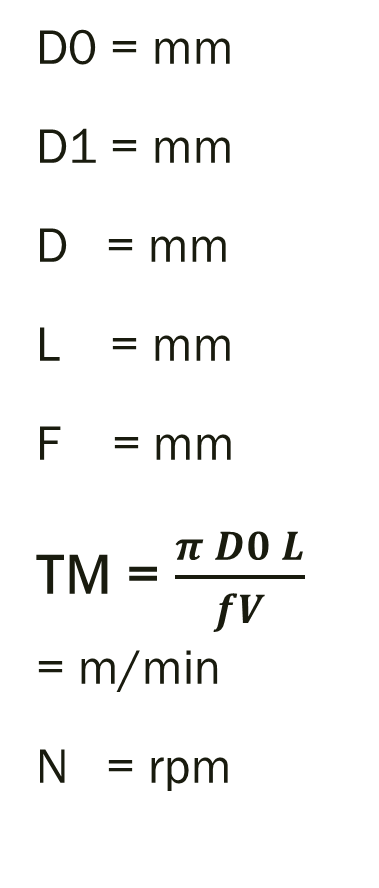 D0 = mm
D1 = mm
D = mm
L = mm
F = mm
TM = π D0 L / fV
= m/min
N = rpm